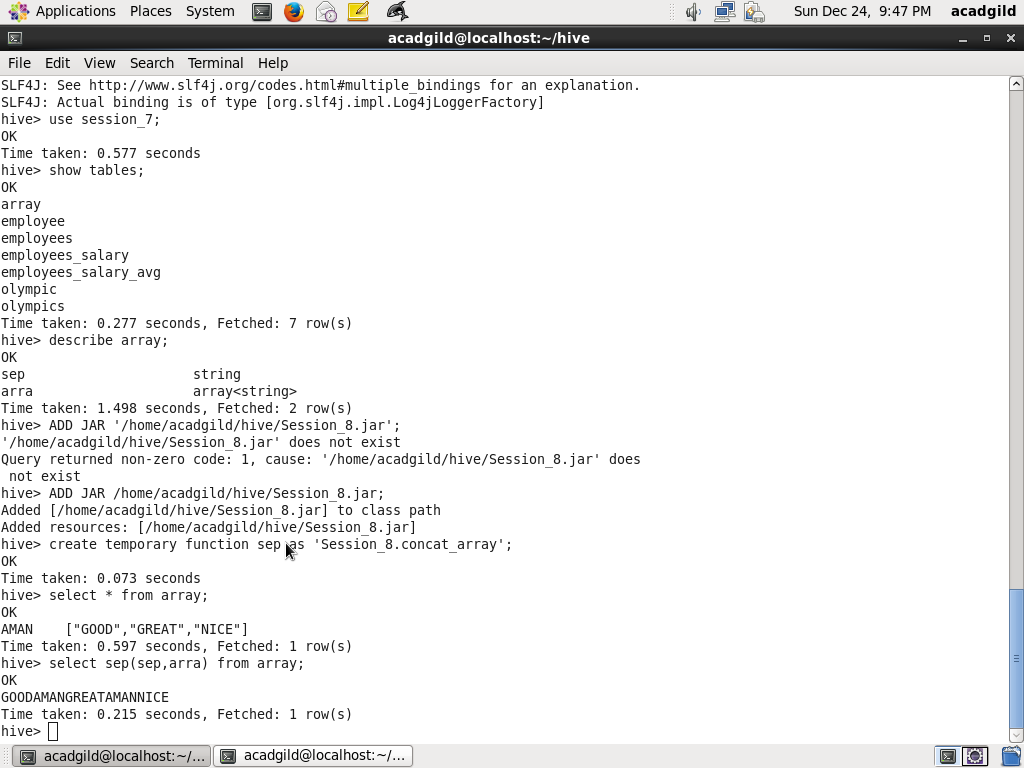 Applications Places System Sun Dec 24, 9:47 PM acadgild
acadgild@localhost:~/hive
File Edit View Search Terminal Help
SLF4J: See http://www.slf4j.org/codes.html#multiple_bindings for an explanation.
SLF4J: Actual binding is of type [org.slf4j.impl.Log4jLoggerFactory]
hive> use session_7;
OK
Time taken: 0.577 seconds
hive> show tables;
OK
array
employee
employees
employees_salary
employees_salary_avg
olympic
olympics
Time taken: 0.277 seconds, Fetched: 7 row(s)
hive> describe array;
OK
sep                 	string
arra                	array<string>
Time taken: 1.498 seconds, Fetched: 2 row(s)
hive> ADD JAR '/home/acadgild/hive/Session_8.jar';
'/home/acadgild/hive/Session_8.jar' does not exist
Query returned non-zero code: 1, cause: '/home/acadgild/hive/Session_8.jar' does
 not exist
hive> ADD JAR /home/acadgild/hive/Session_8.jar;
Added [/home/acadgild/hive/Session_8.jar] to class path
Added resources: [/home/acadgild/hive/Session_8.jar]
hive> create temporary function sep as 'Session_8.concat_array';
OK
Time taken: 0.073 seconds
hive> select * from array;
OK
AMAN    ["GOOD","GREAT","NICE"]
Time taken: 0.597 seconds, Fetched: 1 row(s)
hive> select sep(sep,arra) from array;
OK
GOODAMANGREATAMANNICE
Time taken: 0.215 seconds, Fetched: 1 row(s)
hive>
acadgild@localhost:~/... acadgild@localhost:~/...